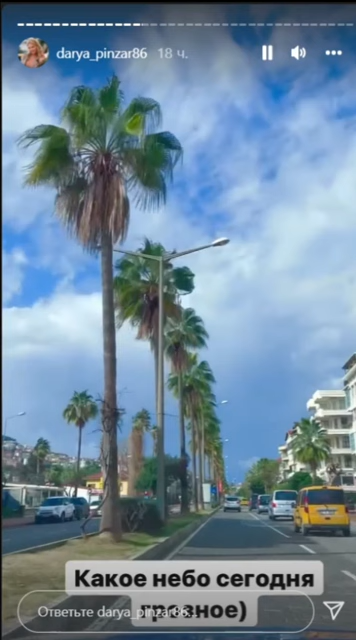 darya_pinzar86 18 ч.
Какое небо сегодня
Ответьте darya_pinzar86...